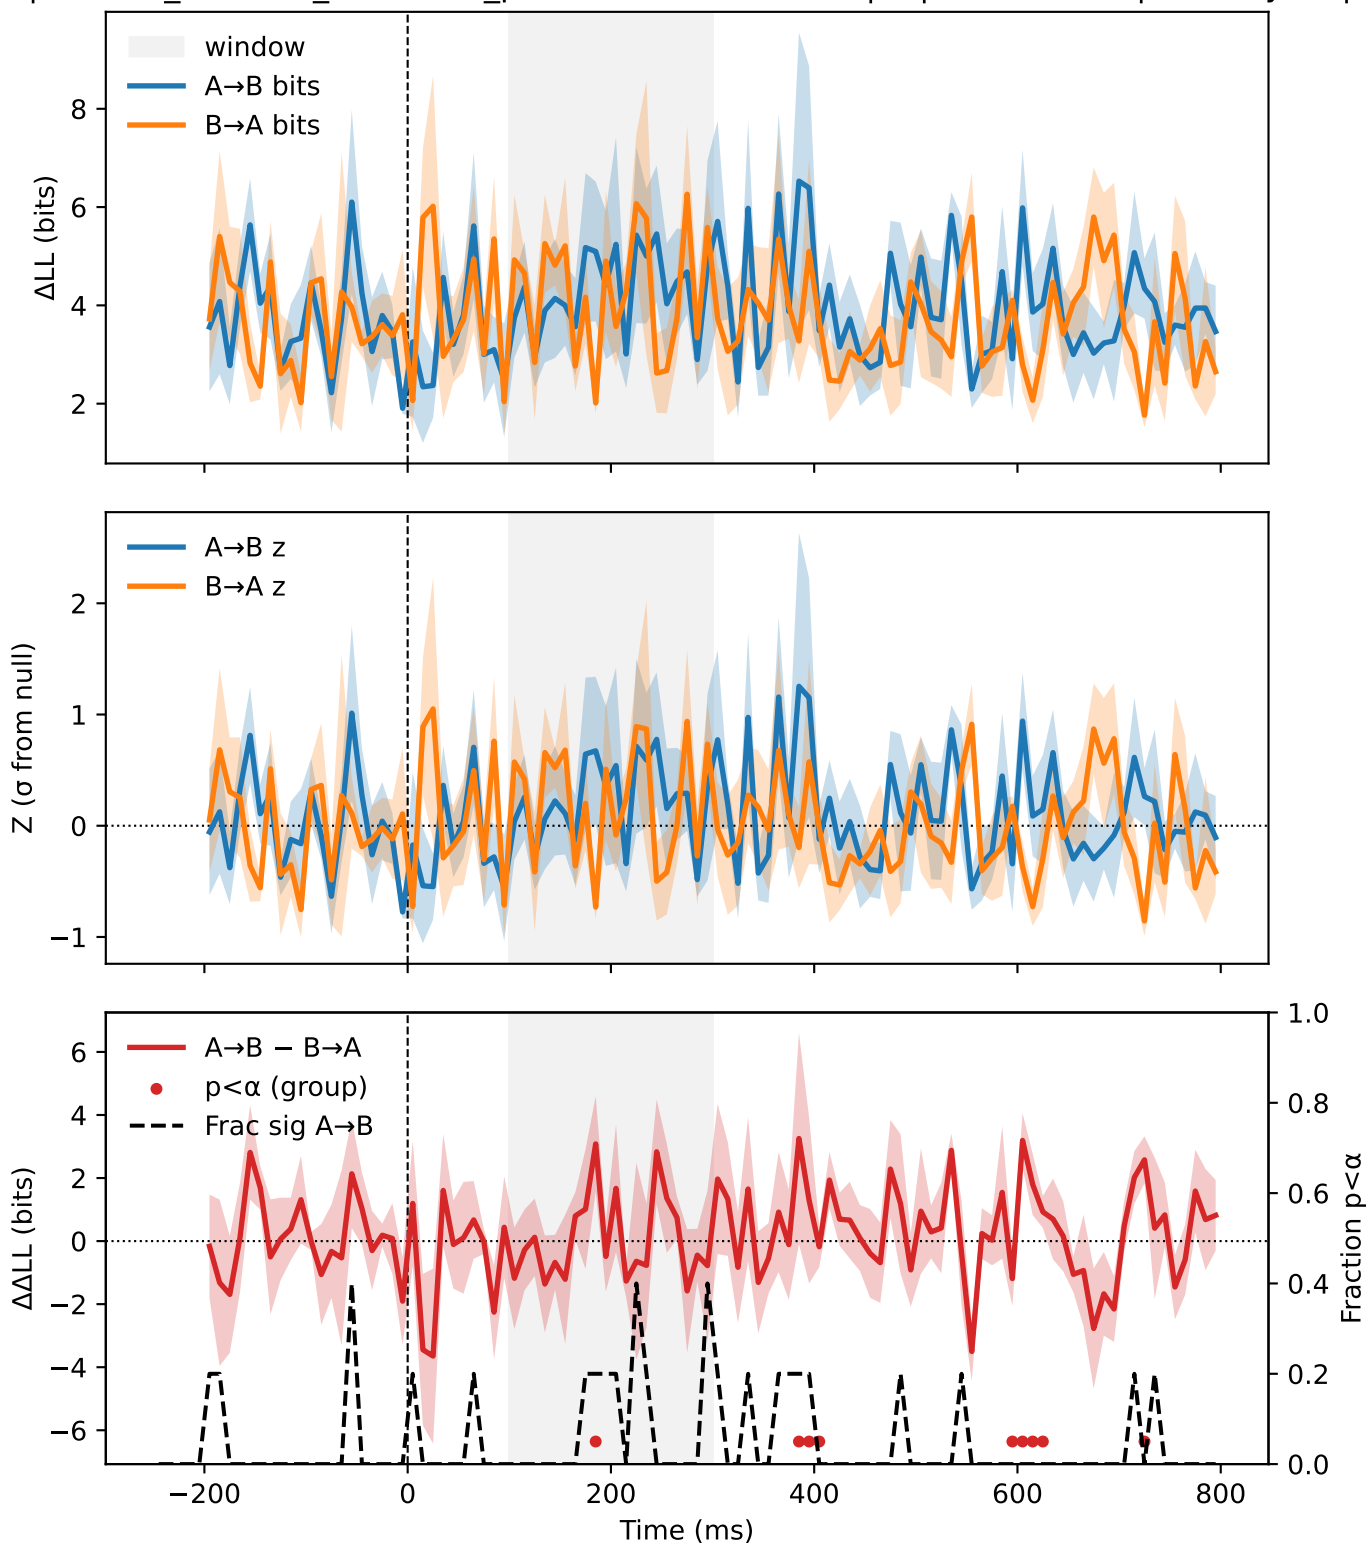 window
A→B bits
B→A bits
ΔLL (bits)
8
6
4
2
A→B z
B→A z
Z (σ from null)
2
1
0
−1
A→B − B→A
p<α (group)
Frac sig A→B
ΔΔLL (bits)
6
4
2
0
−2
−4
−6
1.0
0.8
0.6
0.4
0.2
0.0
Fraction p<α
−200
0
200
400
600
800
Time (ms)